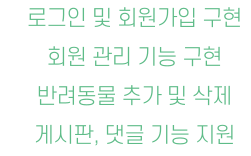 로그인 및 회원가입 구현
회원 관리 기능 구현
반려동물 추가 및 삭제
게시판, 댓글 기능 지원